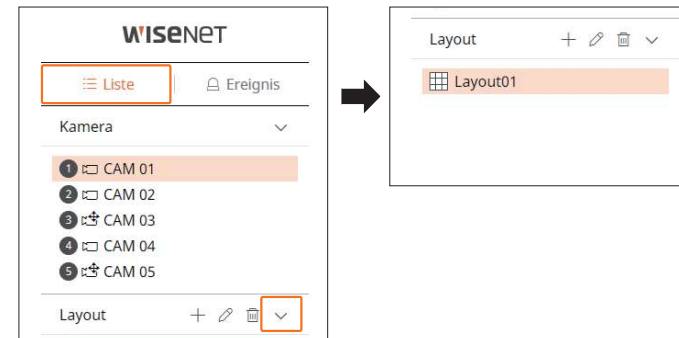 WISENET
Liste
Ereignis
Kamera
1 CAM 01
2 CAM 02
3 CAM 03
4 CAM 04
5 CAM 05
Layout
Layout
Layout01